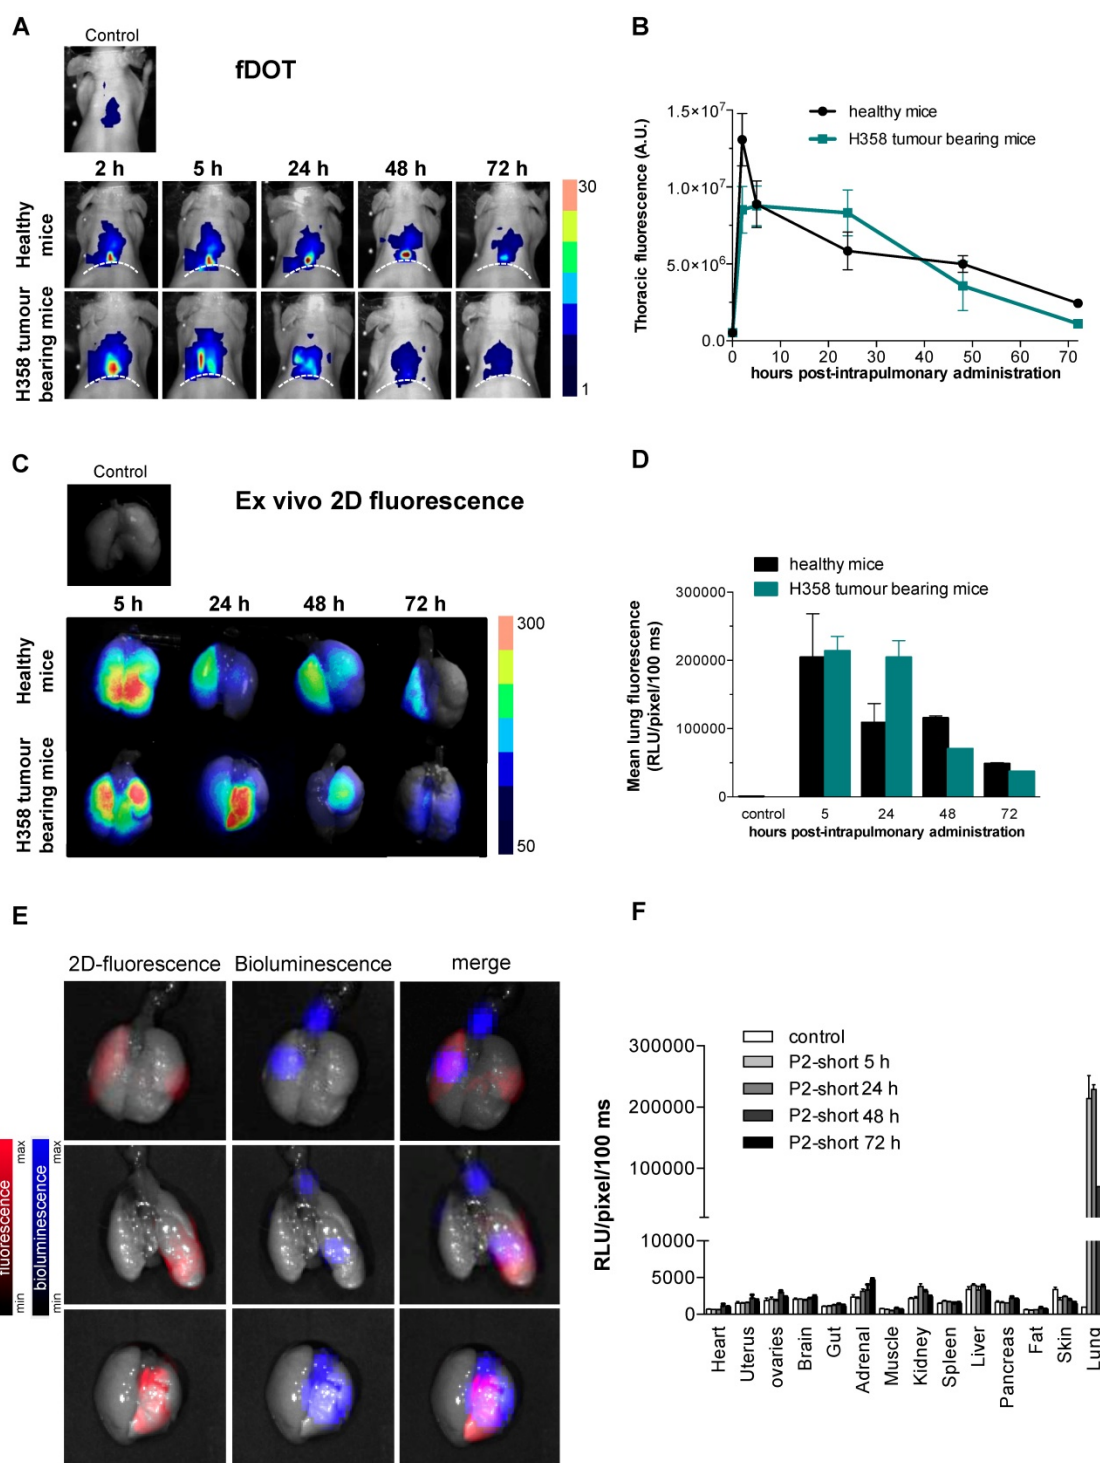 A
Control
fDOT
2 h 5 h 24 h 48 h 72 h
Healthy
mice
H358 tumour
bearing mice
30
1
B
healthy mice
H358 tumour bearing mice
Thoracic fluorescence (A.U.)
1.5×10⁷
1.0×10⁷
5.0×10⁶
0.0
0 10 20 30 40 50 60 70
hours post-intrapulmonary administration
C
Control
Ex vivo 2D fluorescence
5 h 24 h 48 h 72 h
Healthy
mice
H358 tumour
bearing mice
300
50
D
healthy mice
H358 tumour bearing mice
Mean lung fluorescence
(RLU/pixel/100 ms)
300000
200000
100000
0
control 5 24 48 72
hours post-intrapulmonary administration
E
2D-fluorescence Bioluminescence merge
fluorescence
min max
bioluminescence
min max
F
control
P2-short 5 h
P2-short 24 h
P2-short 48 h
P2-short 72 h
RLU/pixel/100 ms
300000
200000
100000
10000
5000
0
Heart
Uterus
ovaries
Brain
Gut
Adrenal
Muscle
Kidney
Spleen
Liver
Pancreas
Fat
Skin
Lung